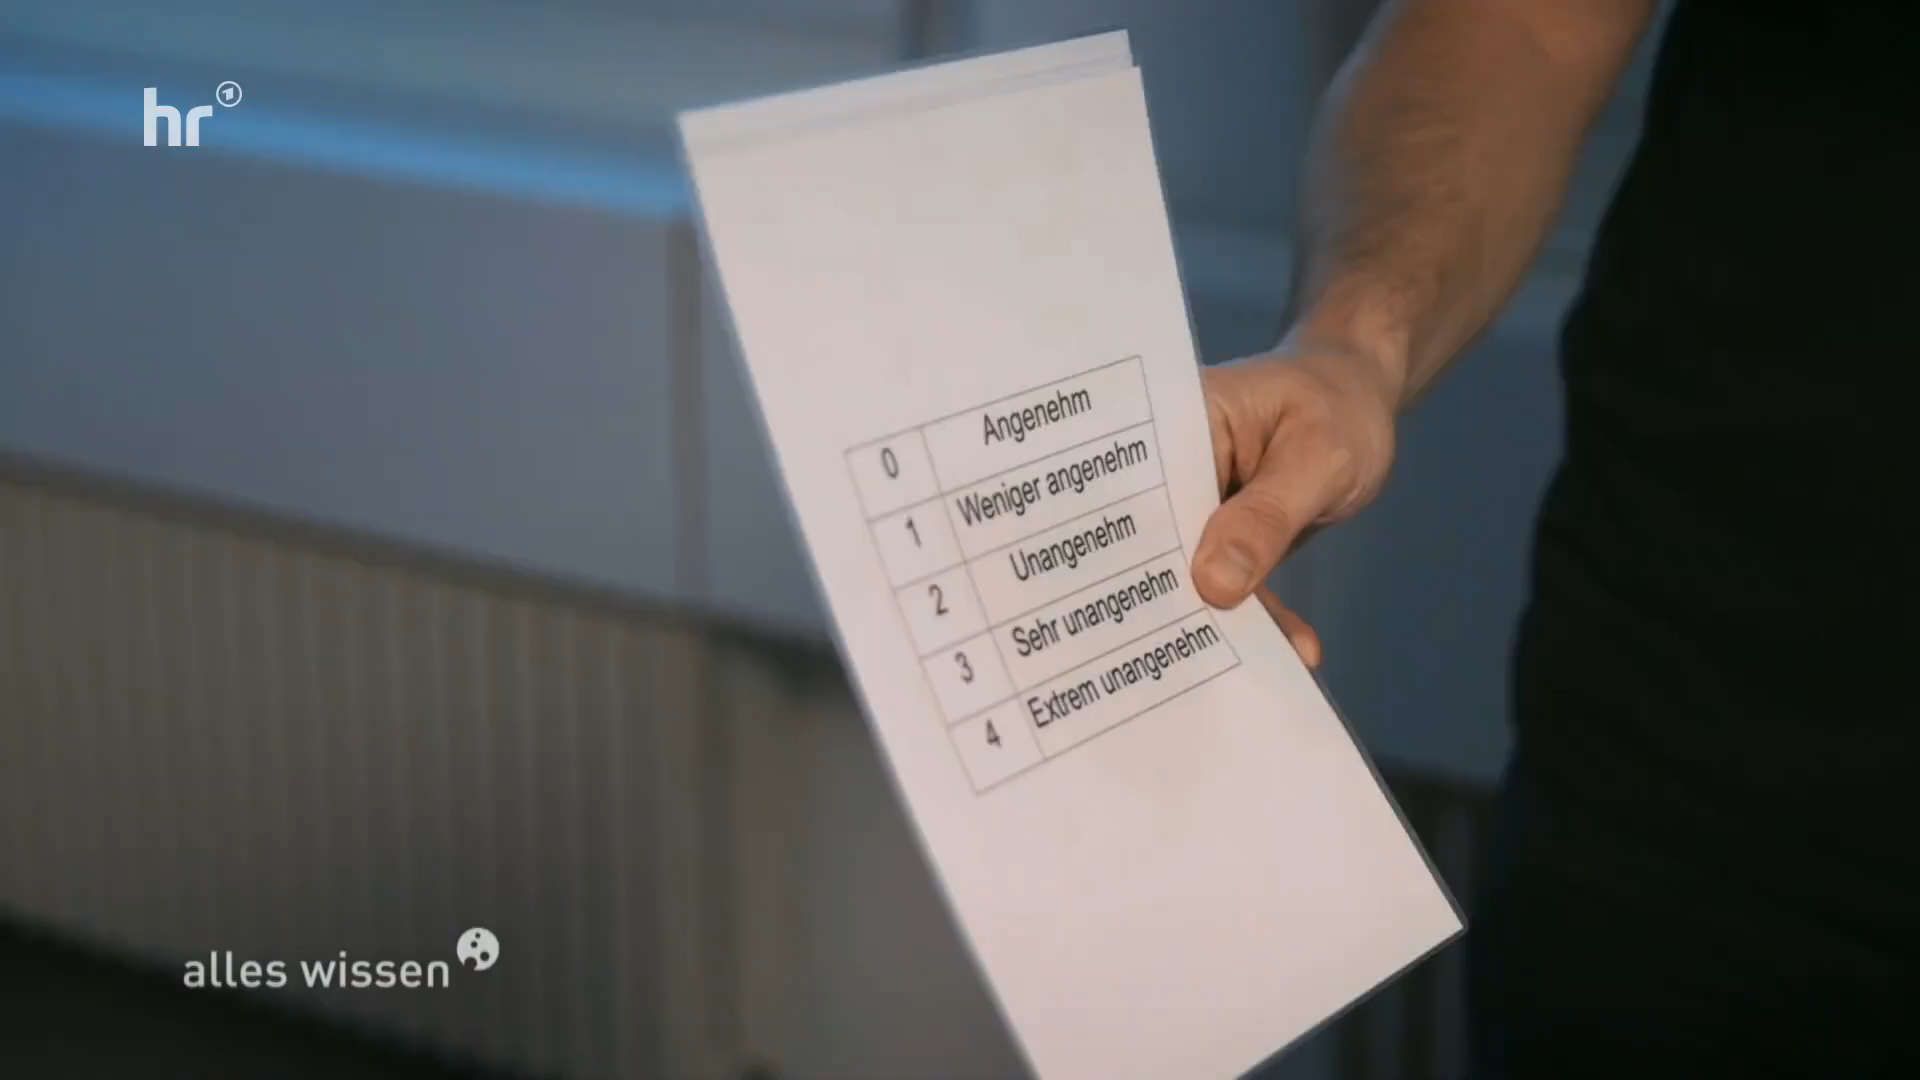 hr
0 Angenehm
1 Weniger angenehm
2 Unangenehm
3 Sehr unangenehm
4 Extrem unangenehm
alles wissen